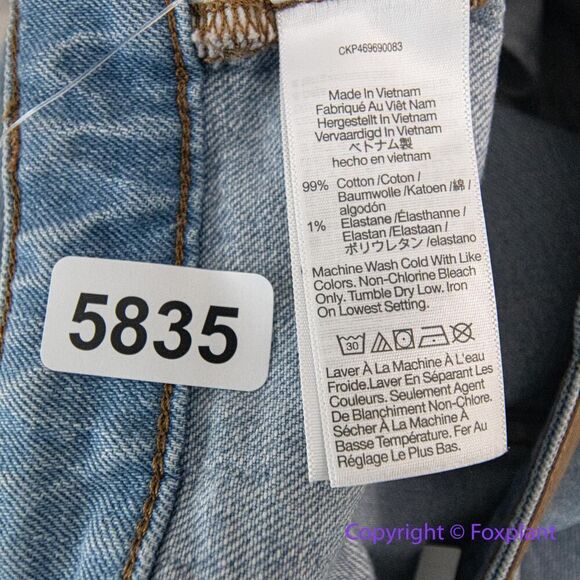 CKP469690083
Made In Vietnam
Fabriqué Au Viêt Nam
Hergestellt In Vietnam
Vervaardigd In Vietnam
ベトナム製
hecho en vietnam
99% Cotton /Coton /
Baumwolle /Katoen /綿 /
algodón
1% Elastane /Élasthanne /
Elastan /Elastaan /
ポリウレタン /elastano
Machine Wash Cold With Like
Colors. Non-Chlorine Bleach
Only. Tumble Dry Low. Iron
On Lowest Setting.
30
Laver À La Machine À L'eau
Froide.Laver En Séparant Les
Couleurs. Seulement Agent
De Blanchiment Non-Chlore.
Sécher À La Machine À
Basse Température. Fer Au
Réglage Le Plus Bas.
5835
Copyright © Foxplant